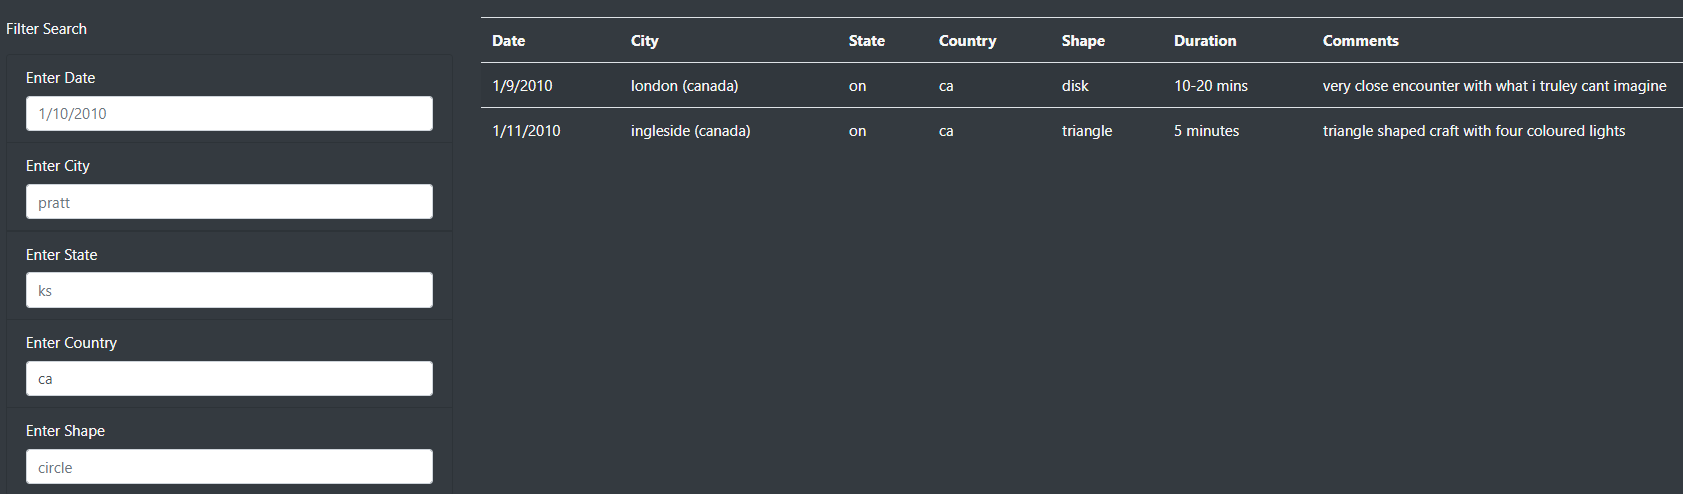 Filter Search
Enter Date
1/10/2010
Enter City
pratt
Enter State
ks
Enter Country
ca
Enter Shape
circle
Date City State Country Shape Duration Comments
1/9/2010 london (canada) on ca disk 10-20 mins very close encounter with what i truley cant imagine
1/11/2010 ingleside (canada) on ca triangle 5 minutes triangle shaped craft with four coloured lights